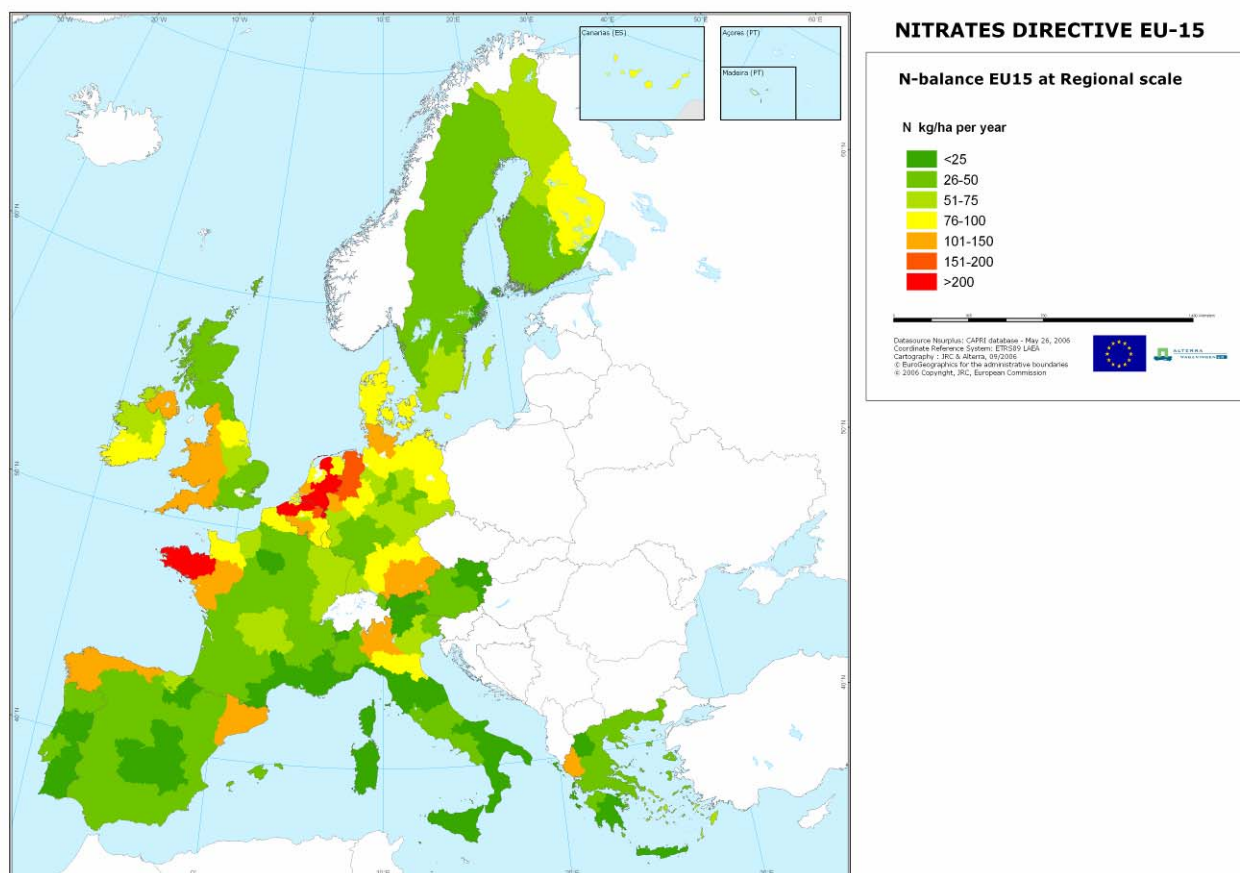 NITRATES DIRECTIVE EU-15
N-balance EU15 at Regional scale
N kg/ha per year
<25
26-50
51-75
76-100
101-150
151-200
>200
Datasource Nsurplus: CAPRI database - May 26, 2006
Coordinate Reference System: ETRS89 LAEA
Cartography : JRC & Alterra, 09/2006
© EuroGeographics for the administrative boundaries
© 2006 Copyright, JRC, European Commission
ALTERRA
Canarias (ES)
Açores (PT)
Madeira (PT)